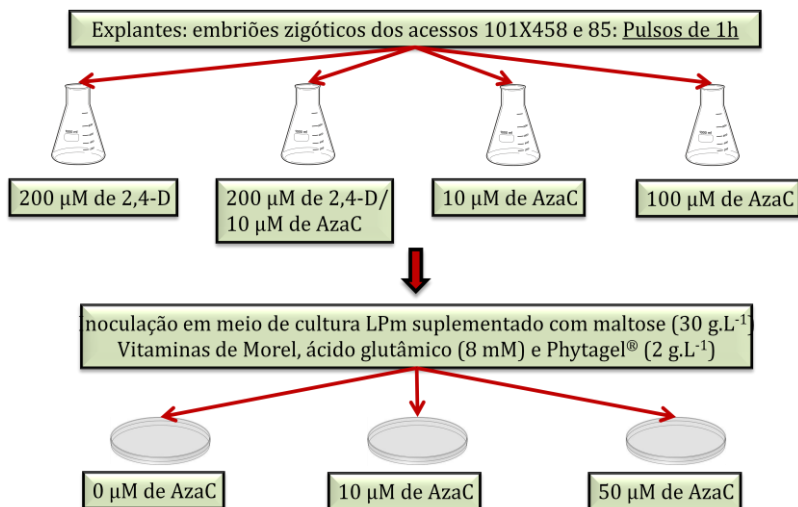 Explantes: embriões zigóticos dos acessos 101X458 e 85: Pulsos de 1h
200 µM de 2,4-D
200 µM de 2,4-D/
10 µM de AzaC
10 µM de AzaC
100 µM de AzaC
Inoculação em meio de cultura LPm suplementado com maltose (30 g.L⁻¹)
Vitaminas de Morel, ácido glutâmico (8 mM) e Phytagel® (2 g.L⁻¹)
0 µM de AzaC
10 µM de AzaC
50 µM de AzaC